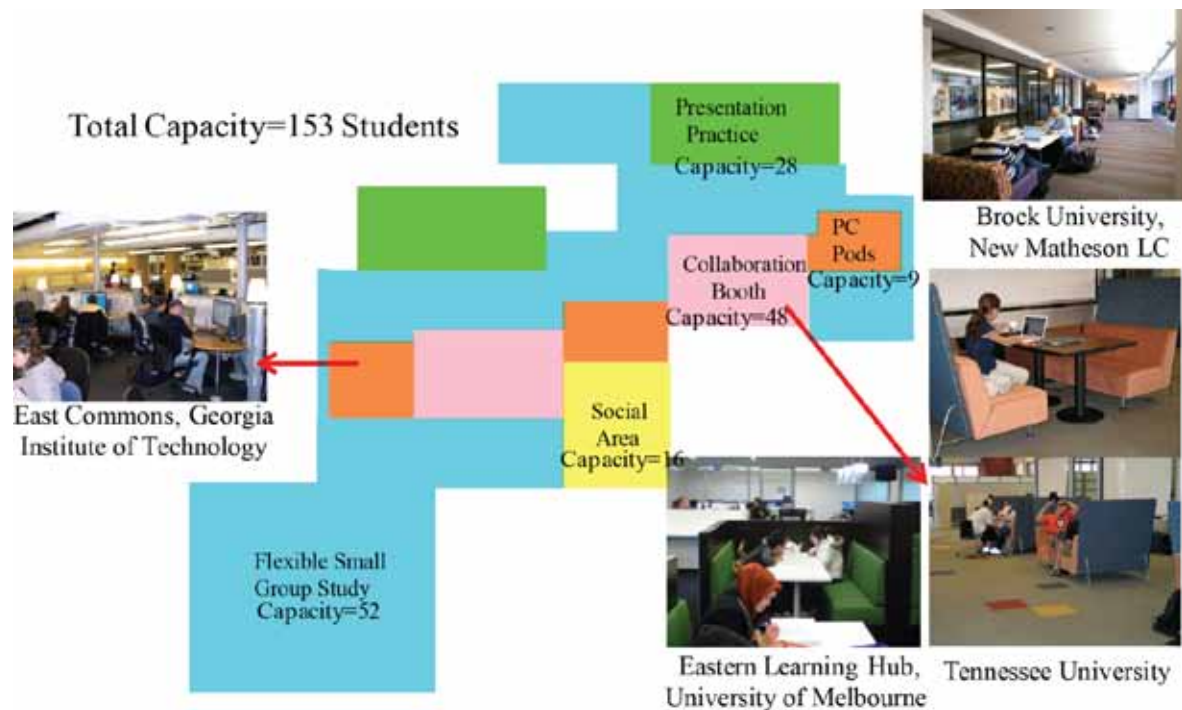 Total Capacity=153 Students
Presentation
Practice
Capacity=28
Brock University,
New Matheson LC
PC
Pods
Capacity=9
Collaboration
Booth
Capacity=48
East Commons, Georgia
Institute of Technology
Social
Area
Capacity=16
Flexible Small
Group Study
Capacity=52
Eastern Learning Hub,
University of Melbourne
Tennessee University